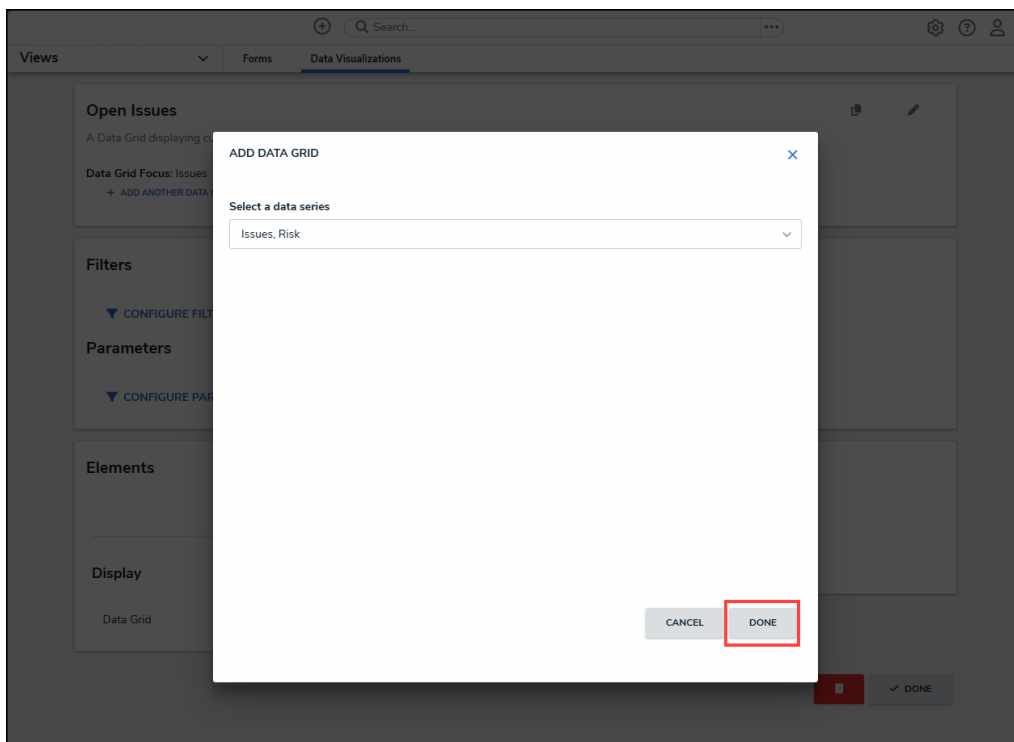 Search...
Views
Forms
Data Visualizations
Open Issues
A Data Grid displaying cu
ADD DATA GRID
Data Grid Focus: Issues
+ ADD ANOTHER DATA
Select a data series
Issues, Risk
Filters
CONFIGURE FILT
Parameters
CONFIGURE PAR
Elements
Display
Data Grid
CANCEL
DONE
DONE